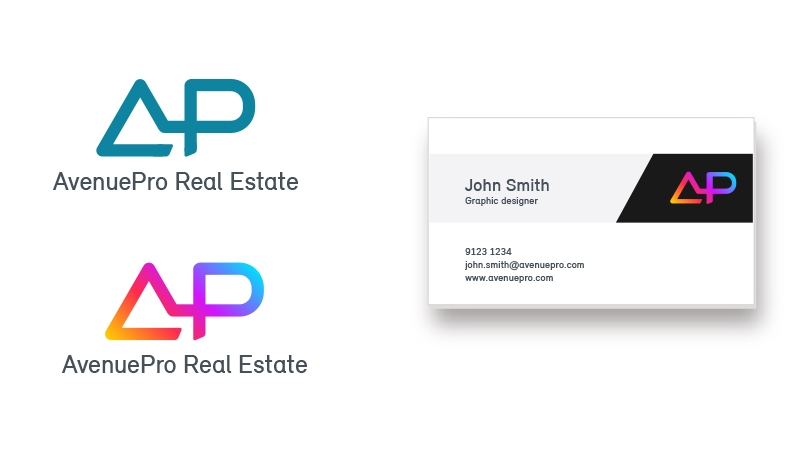 AP
AvenuePro Real Estate
AP
AvenuePro Real Estate
John Smith
Graphic designer
AP
9123 1234
john.smith@avenuepro.com
www.avenuepro.com